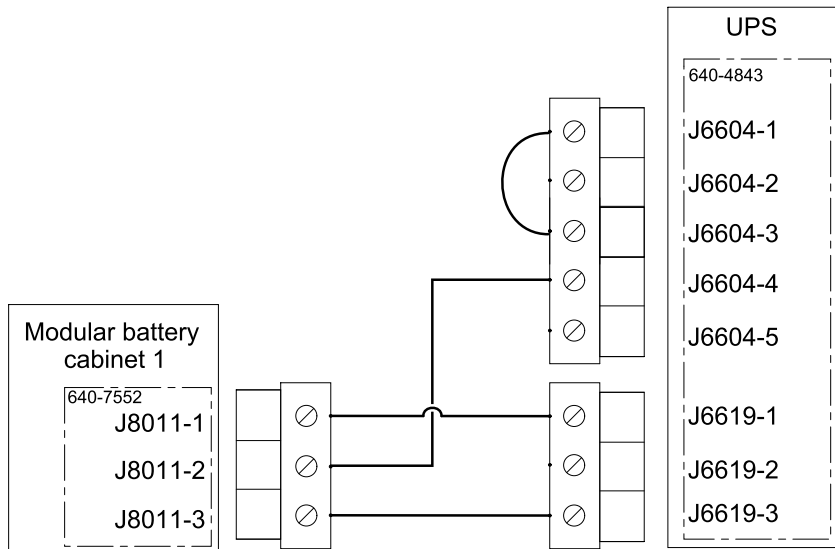 UPS
640-4843
J6604-1
J6604-2
J6604-3
J6604-4
J6604-5
J6619-1
J6619-2
J6619-3
Modular battery
cabinet 1
640-7552
J8011-1
J8011-2
J8011-3